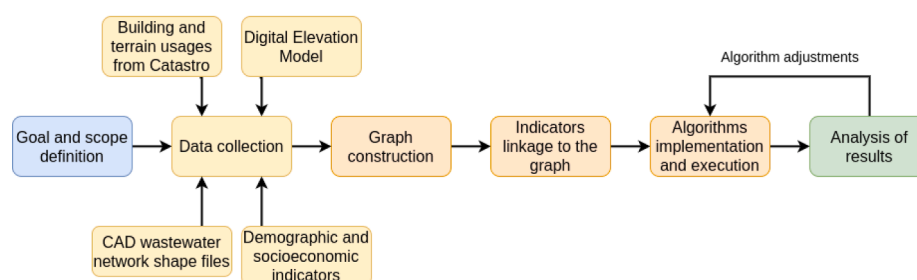 Building and
terrain usages
from Catastro
Digital Elevation
Model
Algorithm adjustments
Goal and scope
definition
Data collection
Graph
construction
Indicators
linkage to the
graph
Algorithms
implementation
and execution
Analysis of
results
CAD wastewater
network shape files
Demographic and
socioeconomic
indicators